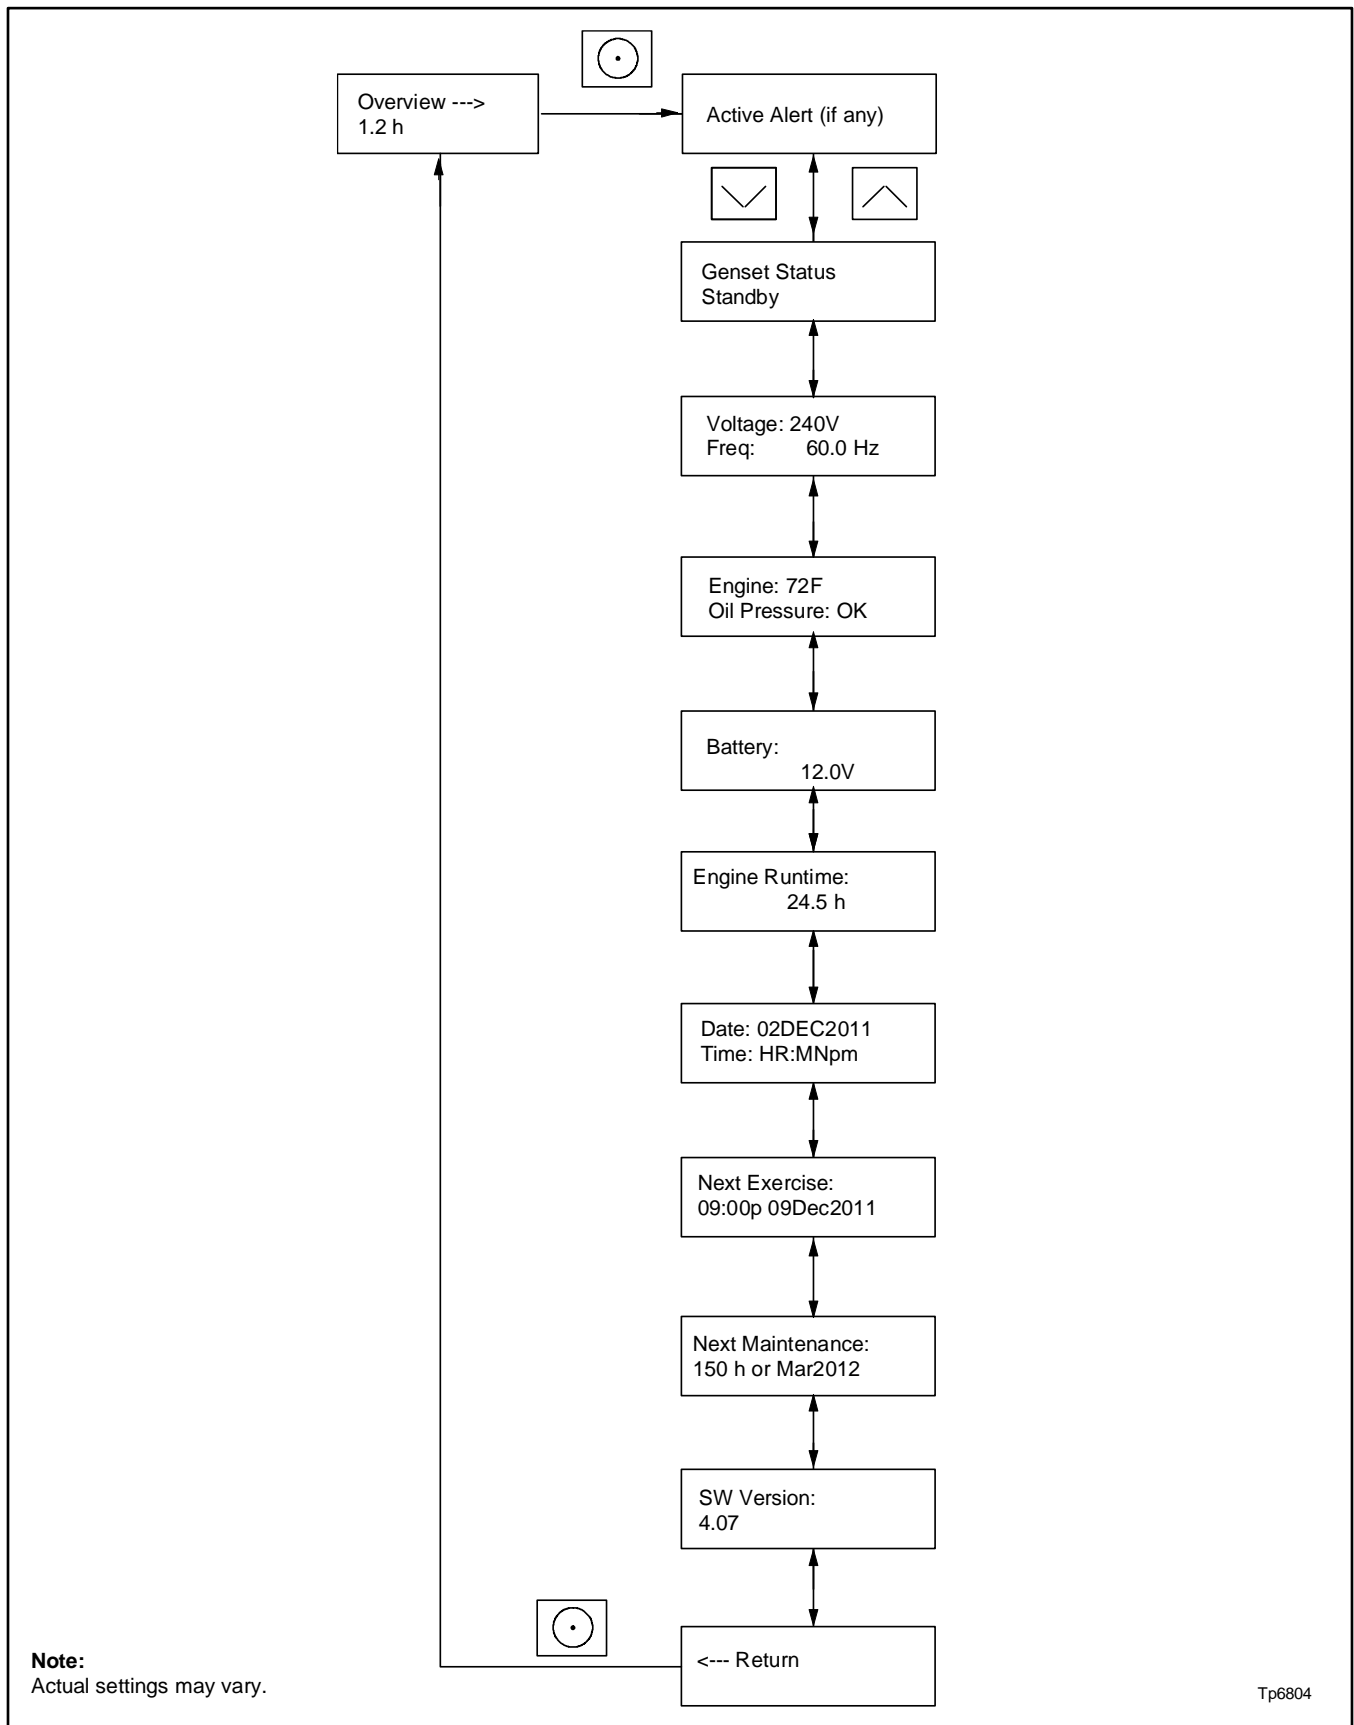 Overview --->
1.2 h
Active Alert (if any)
Genset Status
Standby
Voltage: 240V
Freq: 60.0 Hz
Engine: 72F
Oil Pressure: OK
Battery:
12.0V
Engine Runtime:
24.5 h
Date: 02DEC2011
Time: HR:MNpm
Next Exercise:
09:00p 09Dec2011
Next Maintenance:
150 h or Mar2012
SW Version:
4.07
<--- Return
Note:
Actual settings may vary.
Tp6804